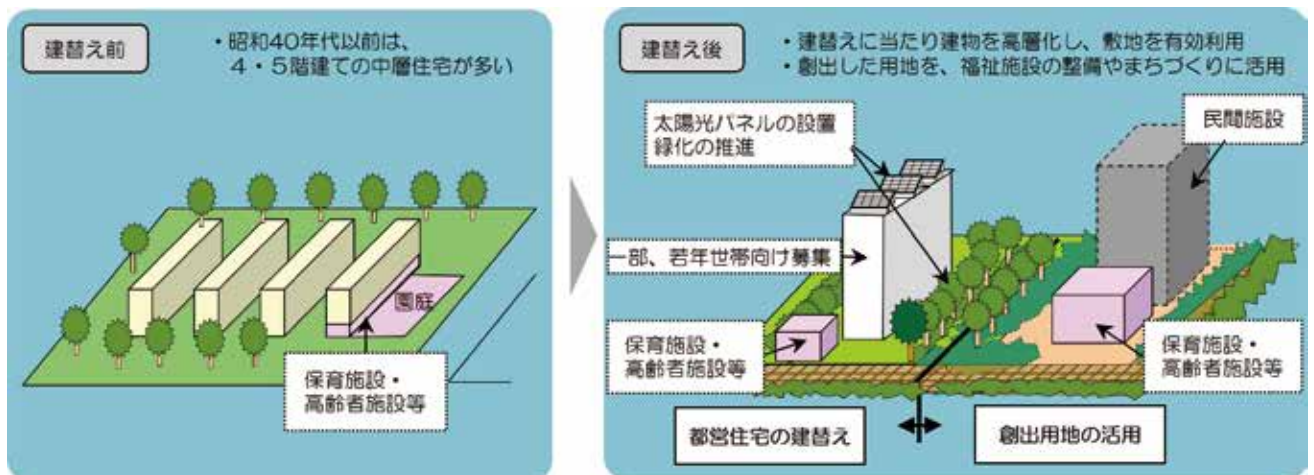 建替え前
・昭和40年代以前は、
４・５階建ての中層住宅が多い
園庭
保育施設・
高齢者施設等
建替え後
・建替えに当たり建物を高層化し、敷地を有効利用
・創出した用地を、福祉施設の整備やまちづくりに活用
太陽光パネルの設置
緑化の推進
民間施設
一部、若年世帯向け募集
保育施設・
高齢者施設等
保育施設・
高齢者施設等
都営住宅の建替え
創出用地の活用